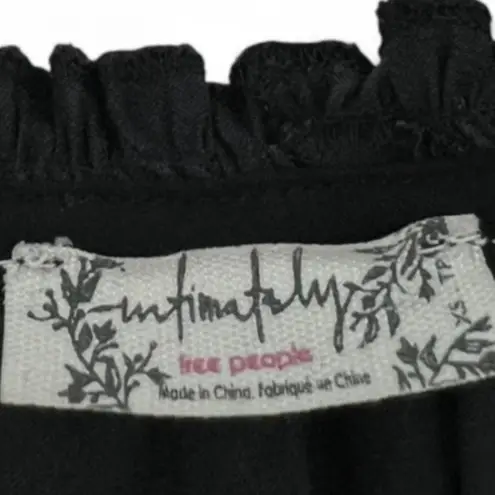 intimately
free people
Made in China. Fabriqué en Chine
XS TP